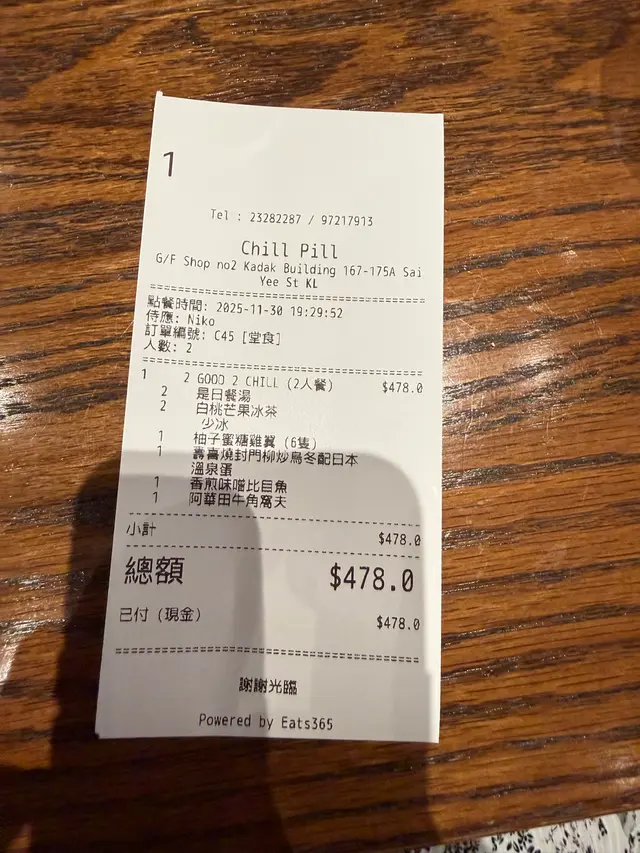 1
Tel : 23282287 / 97217913
Chill Pill
G/F Shop no2 Kadak Building 167-175A Sai
Yee St KL
點餐時間: 2025-11-30 19:29:52
侍應: Niko
訂單編號: C45 [堂食]
人數: 2
1 2 GOOD 2 CHILL (2人餐) $478.0
2 是日餐湯
2 白桃芒果冰茶
少冰
1 柚子蜜糖雞翼 (6隻)
1 壽喜燒封門柳炒烏冬配日本
溫泉蛋
1 香煎味噌比目魚
1 阿華田牛角窩夫
小計 $478.0
總額 $478.0
已付 (現金) $478.0
謝謝光臨
Powered by Eats365